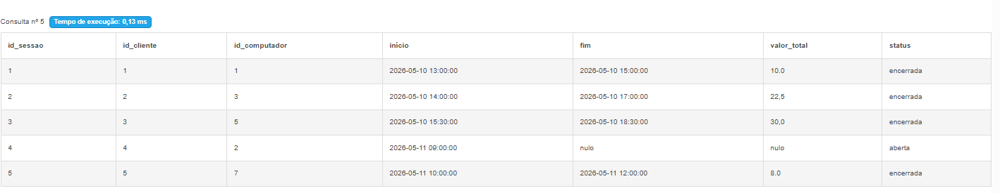 Consulta nº 5 Tempo de execução: 0,13 ms
id_sessao id_cliente id_computador início fim valor_total status
1 1 1 2026-05-10 13:00:00 2026-05-10 15:00:00 10.0 encerrada
2 2 3 2026-05-10 14:00:00 2026-05-10 17:00:00 22,5 encerrada
3 3 5 2026-05-10 15:30:00 2026-05-10 18:30:00 30,0 encerrada
4 4 2 2026-05-11 09:00:00 nulo nulo aberta
5 5 7 2026-05-11 10:00:00 2026-05-11 12:00:00 8.0 encerrada